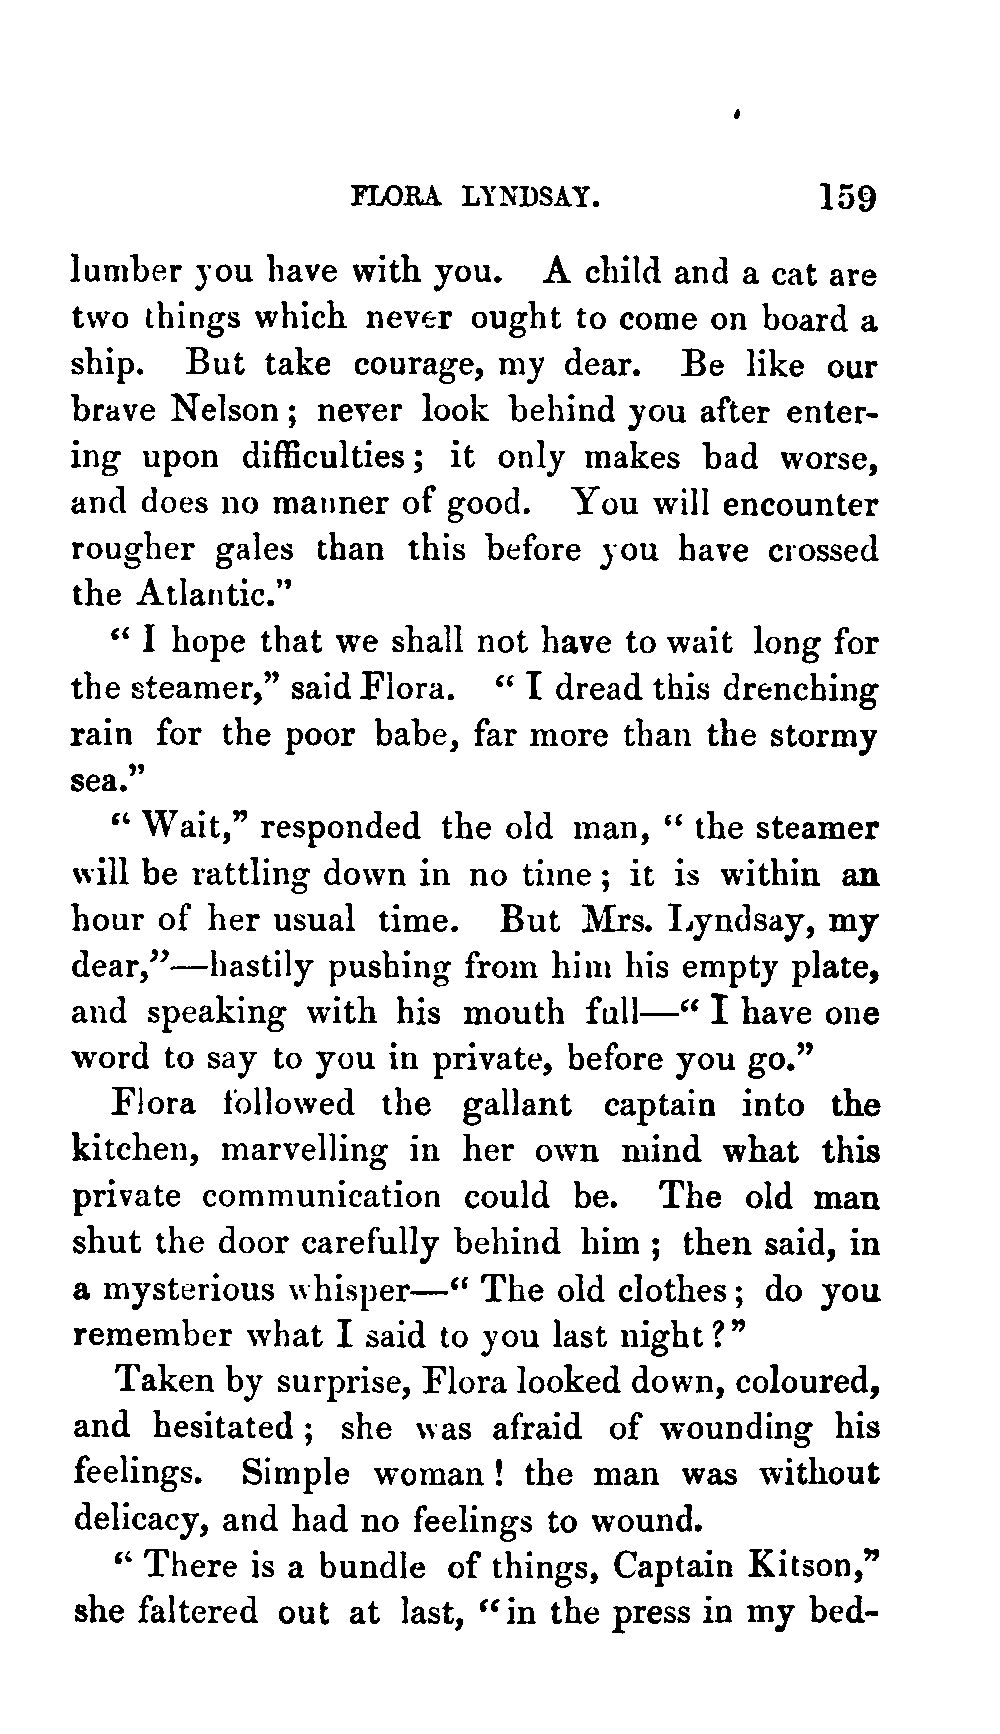 FLORA LYNDSAY. 159
lumber you have with you. A child and a cat are
two things which never ought to come on board a
ship. But take courage, my dear. Be like our
brave Nelson; never look behind you after enter-
ing upon difficulties; it only makes bad worse,
and does no manner of good. You will encounter
rougher gales than this before you have crossed
the Atlantic."
" I hope that we shall not have to wait long for
the steamer," said Flora. " I dread this drenching
rain for the poor babe, far more than the stormy
sea."
" Wait," responded the old man, " the steamer
will be rattling down in no time; it is within an
hour of her usual time. But Mrs. Lyndsay, my
dear,"—hastily pushing from him his empty plate,
and speaking with his mouth full—" I have one
word to say to you in private, before you go."
Flora followed the gallant captain into the
kitchen, marvelling in her own mind what this
private communication could be. The old man
shut the door carefully behind him; then said, in
a mysterious whisper—" The old clothes; do you
remember what I said to you last night?"
Taken by surprise, Flora looked down, coloured,
and hesitated; she was afraid of wounding his
feelings. Simple woman! the man was without
delicacy, and had no feelings to wound.
" There is a bundle of things, Captain Kitson,"
she faltered out at last, "in the press in my bed-